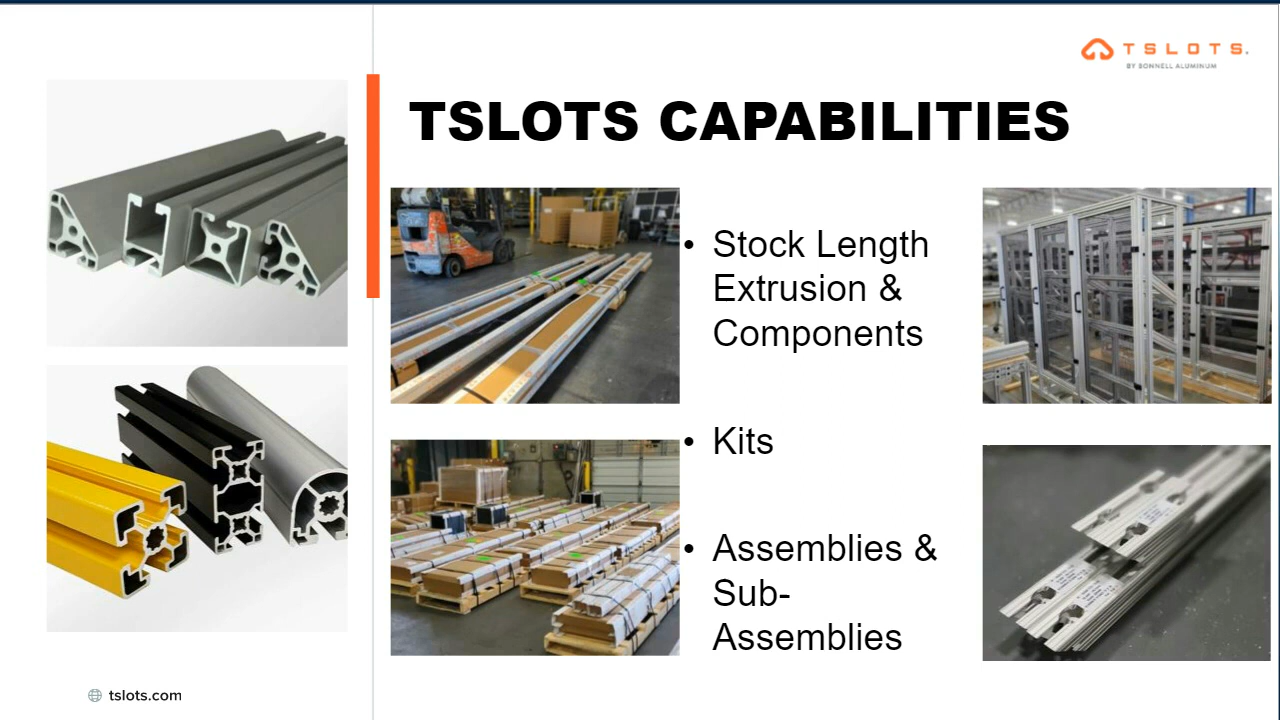 TSLOTS.
BY BONNELL ALUMINUM
TSLOTS CAPABILITIES
• Stock Length
Extrusion &
Components
• Kits
• Assemblies &
Sub-
Assemblies
tslots.com